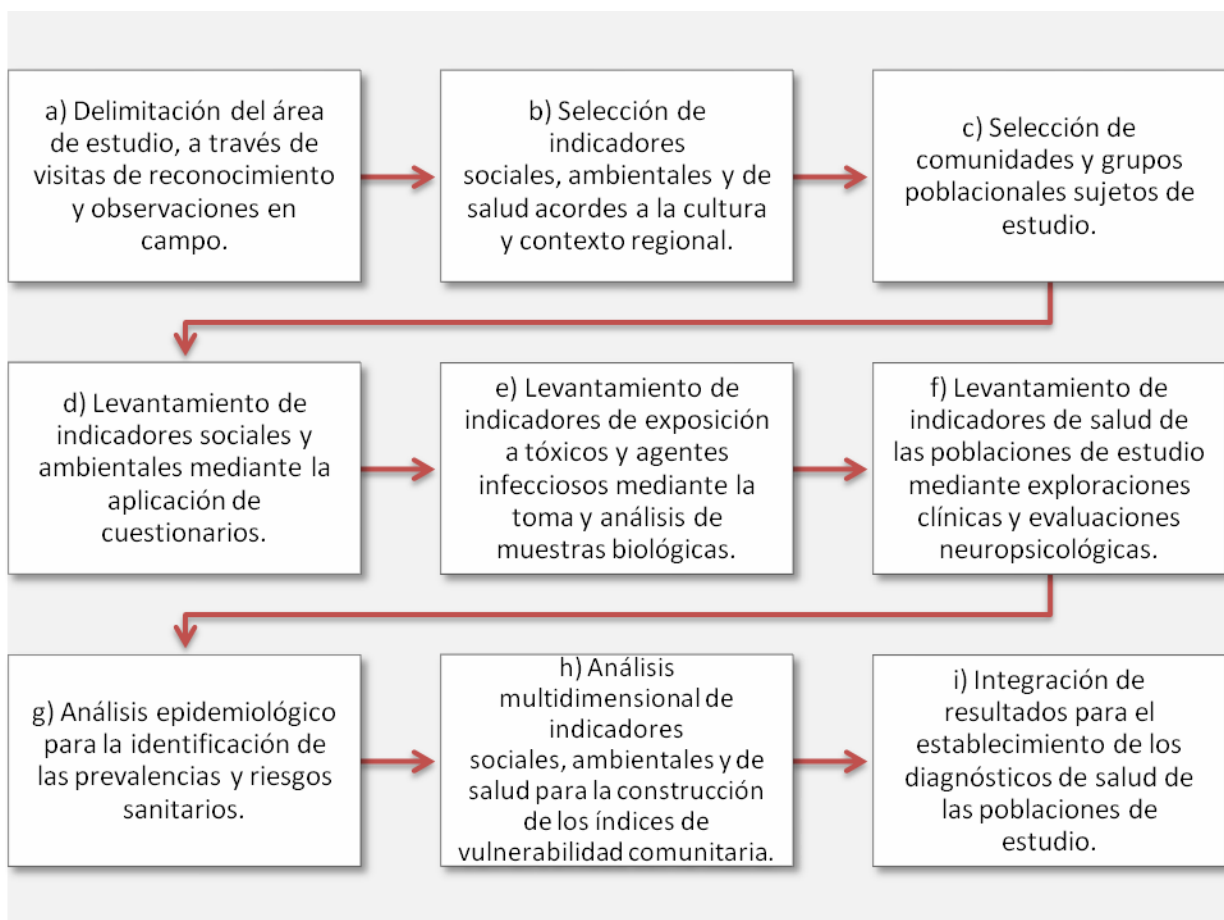 a) Delimitación del área
de estudio, a través de
visitas de reconocimiento
y observaciones en
campo.
b) Selección de
indicadores
sociales, ambientales y de
salud acordes a la cultura
y contexto regional.
c) Selección de
comunidades y grupos
poblacionales sujetos de
estudio.
d) Levantamiento de
indicadores sociales y
ambientales mediante la
aplicación de
cuestionarios.
e) Levantamiento de
indicadores de exposición
a tóxicos y agentes
infecciosos mediante la
toma y análisis de
muestras biológicas.
f) Levantamiento de
indicadores de salud de
las poblaciones de estudio
mediante exploraciones
clínicas y evaluaciones
neuropsicológicas.
g) Análisis epidemiológico
para la identificación de
las prevalencias y riesgos
sanitarios.
h) Análisis
multidimensional de
indicadores
sociales, ambientales y de
salud para la construcción
de los índices de
vulnerabilidad comunitaria.
i) Integración de
resultados para el
establecimiento de los
diagnósticos de salud de
las poblaciones de
estudio.